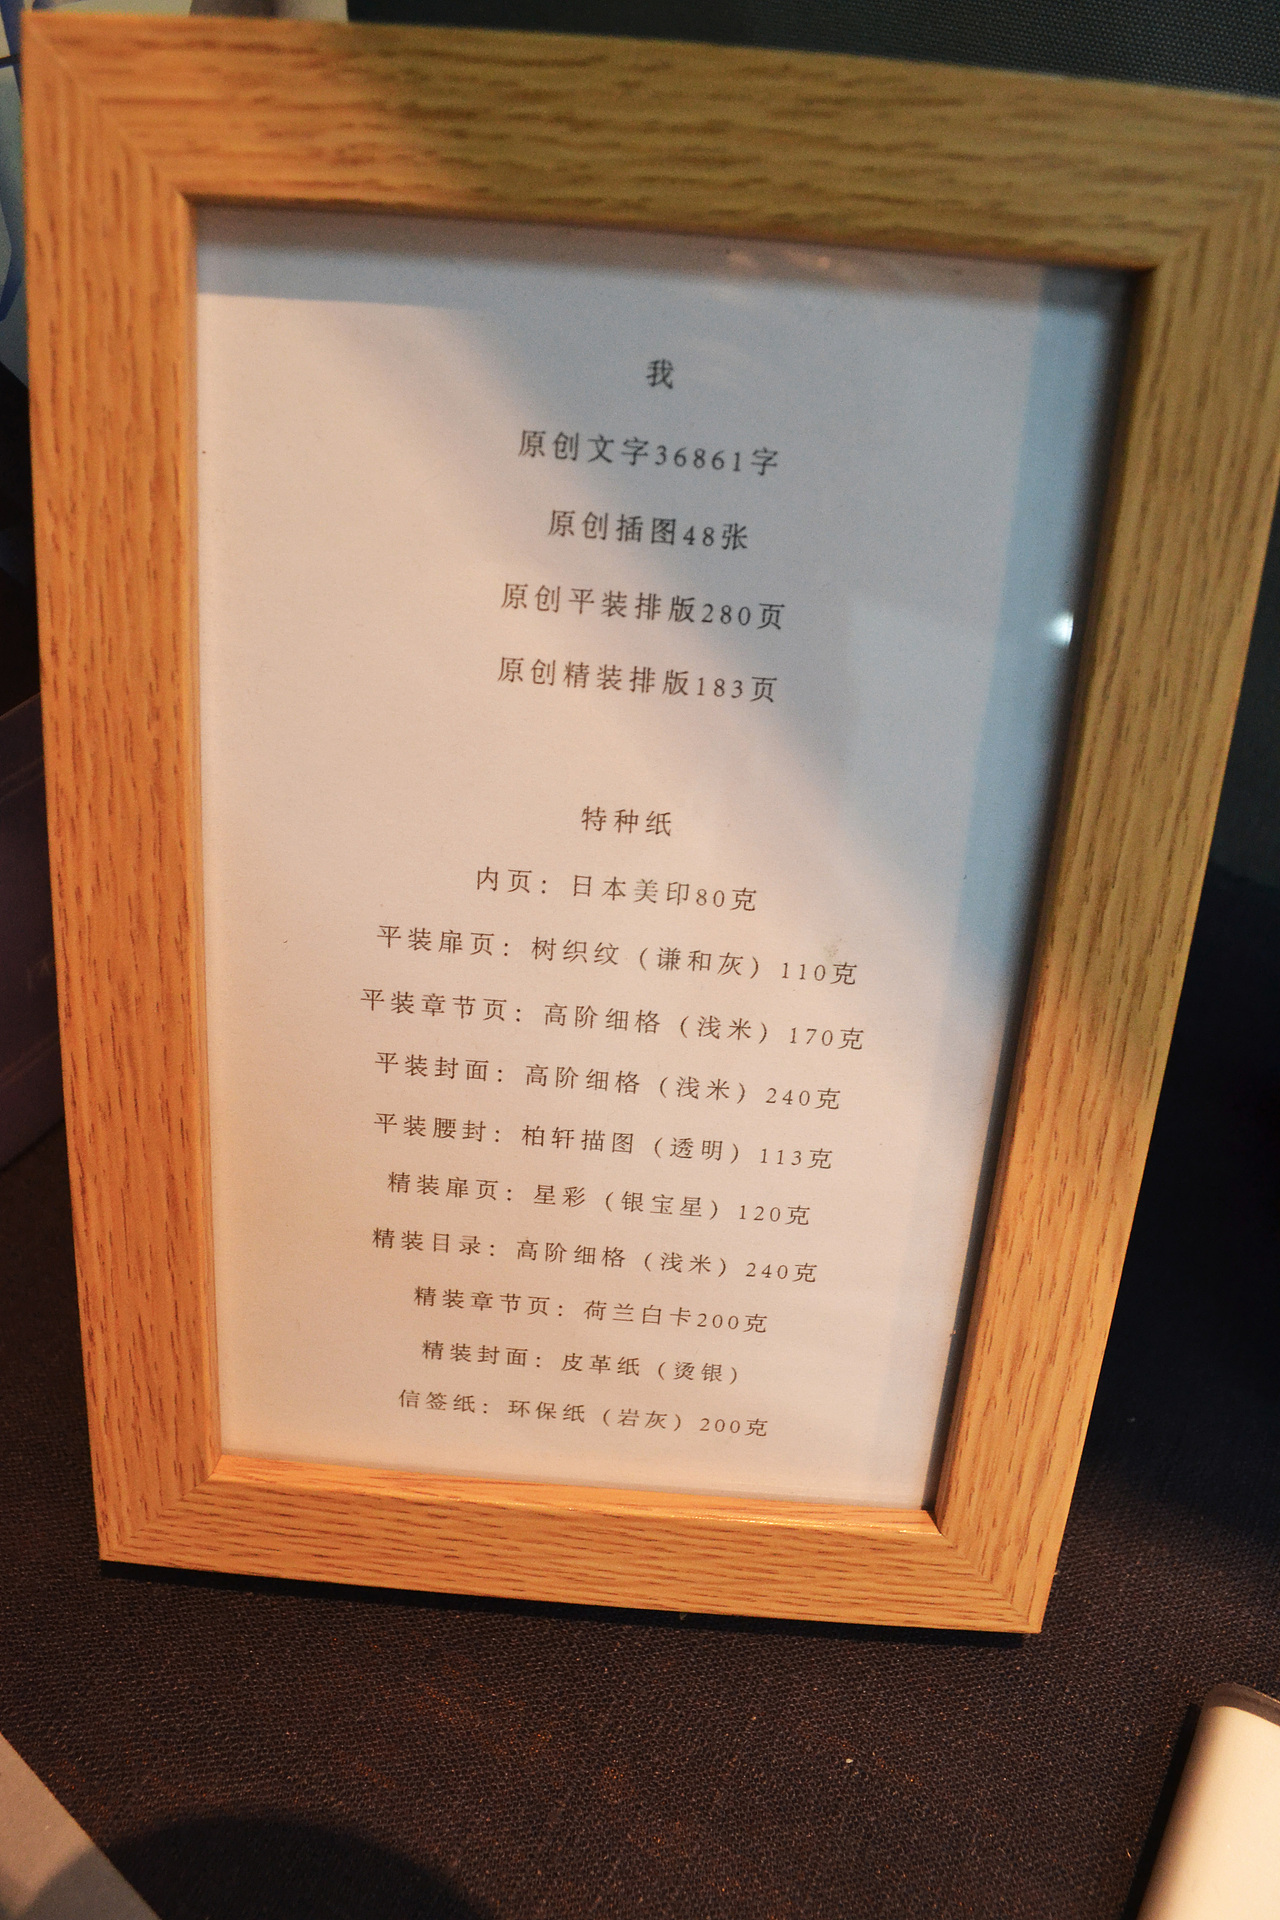 我
原创文字36861字
原创插图48张
原创平装排版280页
原创精装排版183页
特种纸
内页：日本美印80克
平装扉页：树织纹（谦和灰）110克
平装章节页：高阶细格（浅米）170克
平装封面：高阶细格（浅米）240克
平装腰封：柏轩描图（透明）113克
精装扉页：星彩（银宝星）120克
精装目录：高阶细格（浅米）240克
精装章节页：荷兰白卡200克
精装封面：皮革纸（烫银）
信签纸：环保纸（岩灰）200克